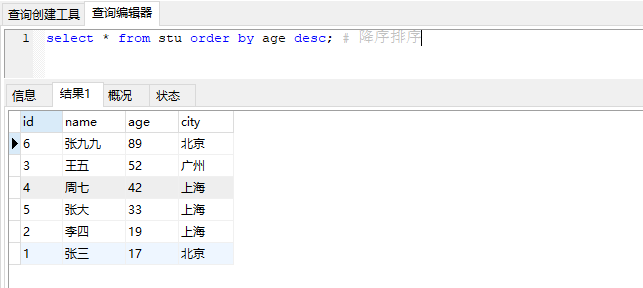 查询创建工具 查询编辑器
1 select * from stu order by age desc; # 降序排序
信息 结果1 概况 状态
id name age city
6 张九九 89 北京
3 王五 52 广州
4 周七 42 上海
5 张大 33 上海
2 李四 19 上海
1 张三 17 北京